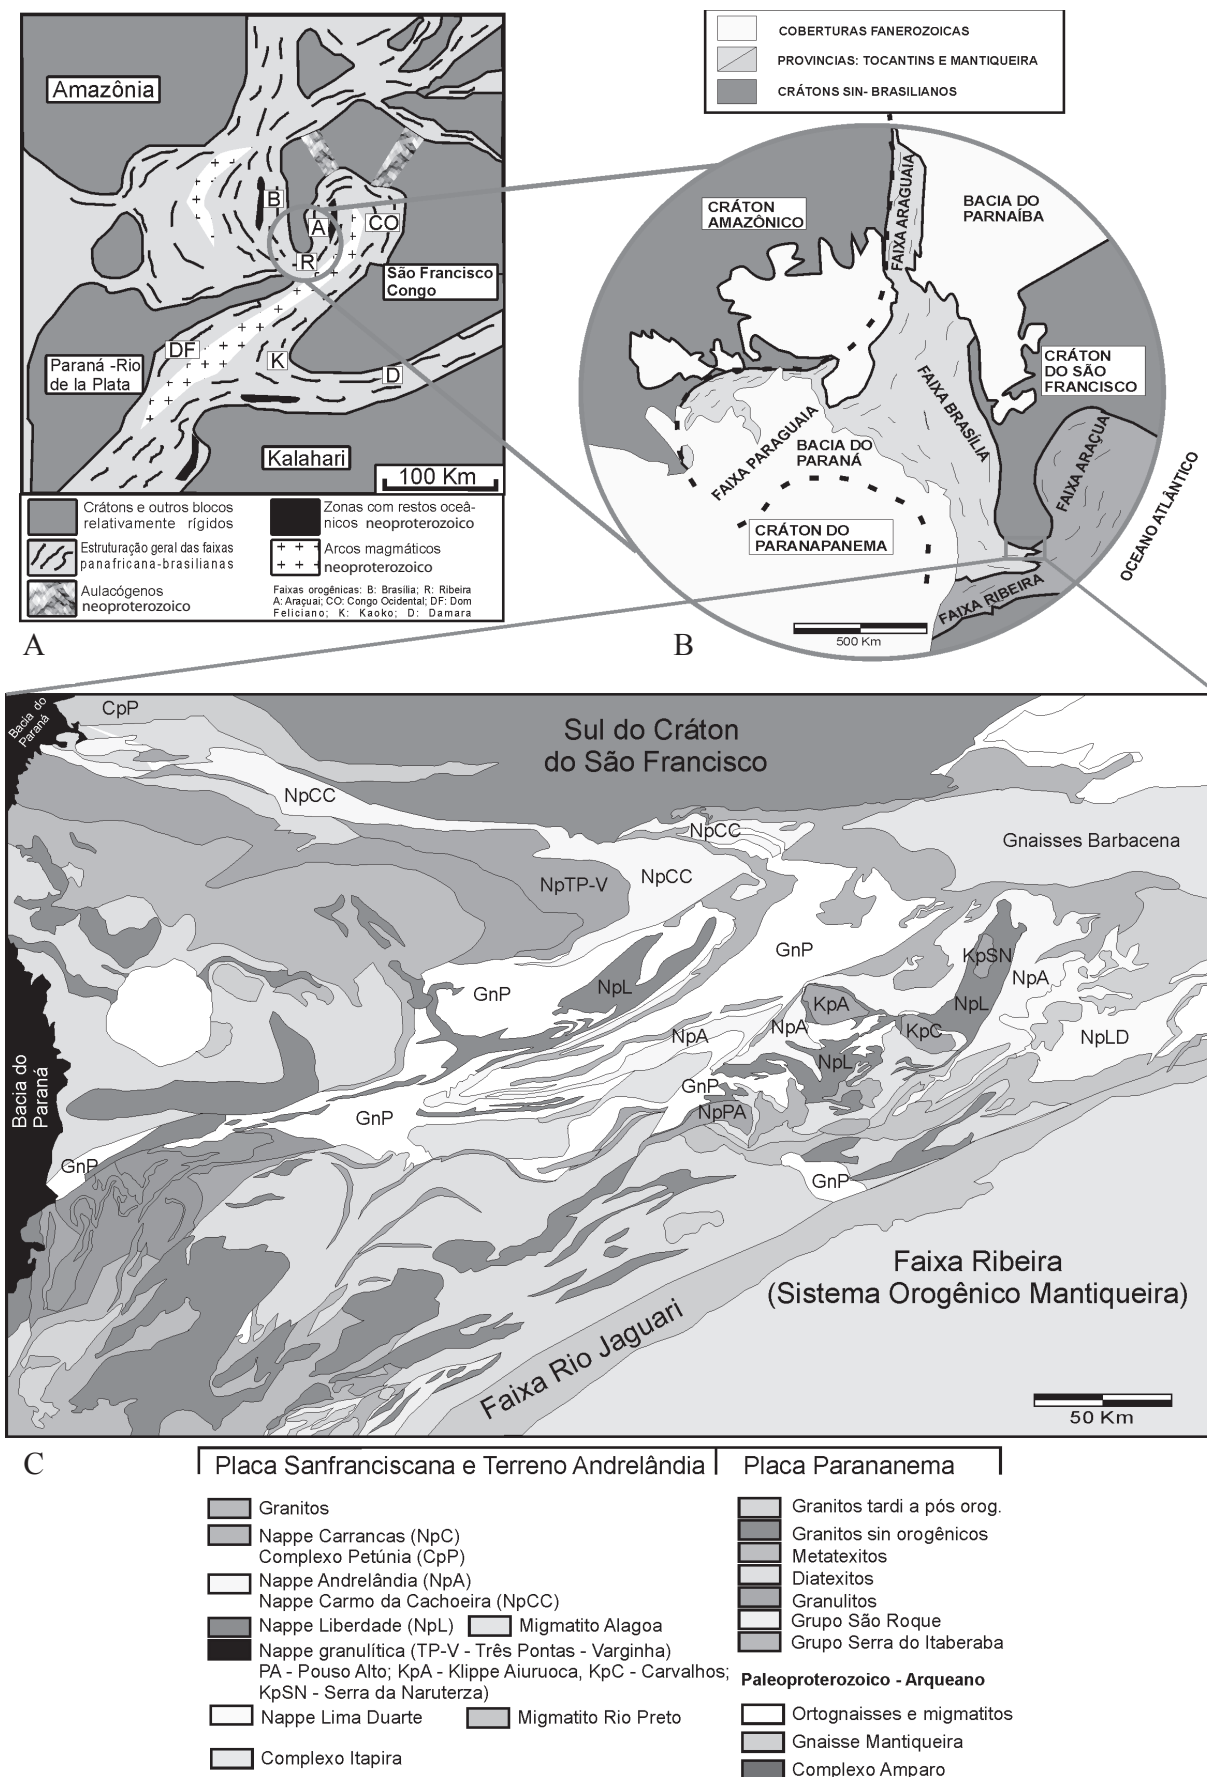 Amazônia
B
A
CO
R
São Francisco
Congo
DF
K
D
Paraná -Rio
de la Plata
Kalahari
100 Km
Crátons e outros blocos
relativamente rígidos
Zonas com restos oceâ-
nicos neoproterozoico
Estruturação geral das faixas
panafricana-brasilianas
Arcos magmáticos
neoproterozoico
Aulacógenos
neoproterozoico
Faixas orogênicas: B: Brasília; R: Ribeira
A: Araçuai; CO: Congo Ocidental; DF: Dom
Feliciano; K: Kaoko; D: Damara
A
COBERTURAS FANEROZOICAS
PROVINCIAS: TOCANTINS E MANTIQUEIRA
CRÁTONS SIN- BRASILIANOS
CRÁTON
AMAZÔNICO
FAIXA ARAGUAIA
BACIA DO
PARNAÍBA
CRÁTON
DO SÃO
FRANCISCO
FAIXA BRASÍLIA
FAIXA ARAÇUA
FAIXA PARAGUAIA
BACIA DO
PARANÁ
CRÁTON DO
PARANAPANEMA
OCEANO ATLÂNTICO
FAIXA RIBEIRA
500 Km
B
Bacia do
Paraná
CpP
Sul do Cráton
do São Francisco
NpCC
NpCC
Gnaisses Barbacena
NpTP-V
NpCC
GnP
KpSN
NpA
GnP
NpL
KpA
NpL
NpA
NpA
KpC
NpLD
NpL
GnP
GnP
NpPA
Bacia do
Paraná
GnP
GnP
Faixa Ribeira
(Sistema Orogênico Mantiqueira)
Faixa Rio Jaguari
50 Km
C
Placa Sanfranciscana e Terreno Andrelândia
Granitos
Nappe Carrancas (NpC)
Complexo Petúnia (CpP)
Nappe Andrelândia (NpA)
Nappe Carmo da Cachoeira (NpCC)
Nappe Liberdade (NpL)
Migmatito Alagoa
Nappe granulítica (TP-V - Três Pontas - Varginha)
PA - Pouso Alto; KpA - Klippe Aiuruoca, KpC - Carvalhos;
KpSN - Serra da Naruterza)
Nappe Lima Duarte
Migmatito Rio Preto
Complexo Itapira
Placa Parananema
Granitos tardi a pós orog.
Granitos sin orogênicos
Metatexitos
Diatexitos
Granulitos
Grupo São Roque
Grupo Serra do Itaberaba
Paleoproterozoico - Arqueano
Ortognaisses e migmatitos
Gnaisse Mantiqueira
Complexo Amparo